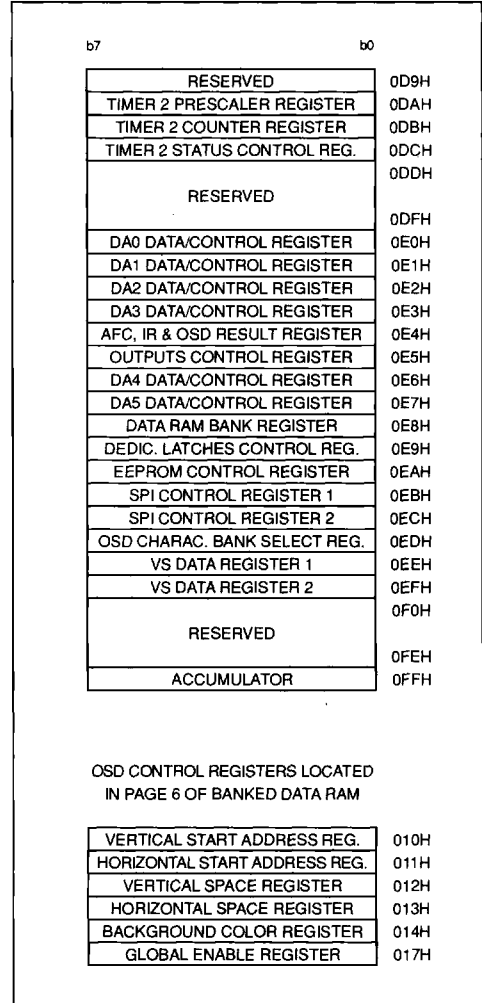 b7 b0
RESERVED 0D9H
TIMER 2 PRESCALER REGISTER 0DAH
TIMER 2 COUNTER REGISTER 0DBH
TIMER 2 STATUS CONTROL REG. 0DCH
0DDH
RESERVED
0DFH
DA0 DATA/CONTROL REGISTER 0E0H
DA1 DATA/CONTROL REGISTER 0E1H
DA2 DATA/CONTROL REGISTER 0E2H
DA3 DATA/CONTROL REGISTER 0E3H
AFC, IR & OSD RESULT REGISTER 0E4H
OUTPUTS CONTROL REGISTER 0E5H
DA4 DATA/CONTROL REGISTER 0E6H
DA5 DATA/CONTROL REGISTER 0E7H
DATA RAM BANK REGISTER 0E8H
DEDIC. LATCHES CONTROL REG. 0E9H
EEPROM CONTROL REGISTER 0EAH
SPI CONTROL REGISTER 1 0EBH
SPI CONTROL REGISTER 2 0ECH
OSD CHARAC. BANK SELECT REG. 0EDH
VS DATA REGISTER 1 0EEH
VS DATA REGISTER 2 0EFH
0F0H
RESERVED
0FEH
ACCUMULATOR 0FFH
OSD CONTROL REGISTERS LOCATED
IN PAGE 6 OF BANKED DATA RAM
VERTICAL START ADDRESS REG. 010H
HORIZONTAL START ADDRESS REG. 011H
VERTICAL SPACE REGISTER 012H
HORIZONTAL SPACE REGISTER 013H
BACKGROUND COLOR REGISTER 014H
GLOBAL ENABLE REGISTER 017H